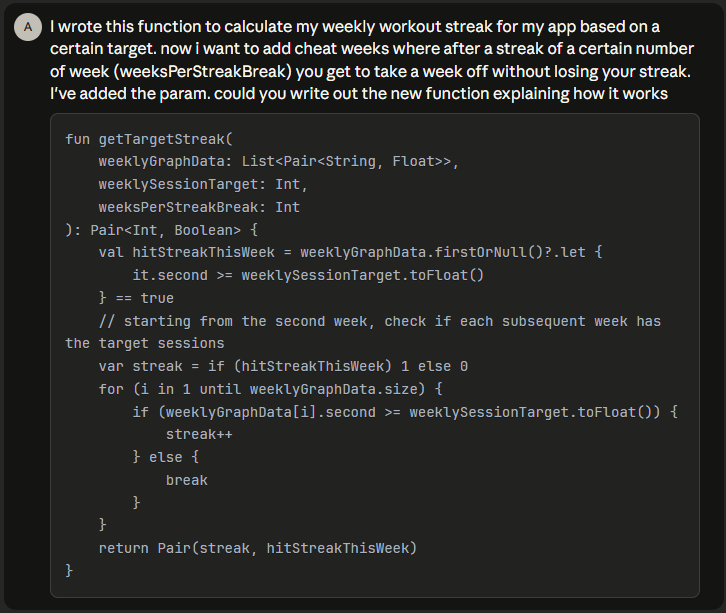 A
I wrote this function to calculate my weekly workout streak for my app based on a
certain target. now i want to add cheat weeks where after a streak of a certain number
of week (weeksPerStreakBreak) you get to take a week off without losing your streak.
I've added the param. could you write out the new function explaining how it works
fun getTargetStreak(
    weeklyGraphData: List<Pair<String, Float>>,
    weeklySessionTarget: Int,
    weeksPerStreakBreak: Int
): Pair<Int, Boolean> {
    val hitStreakThisWeek = weeklyGraphData.firstOrNull()?.let {
        it.second >= weeklySessionTarget.toFloat()
    } == true
    // starting from the second week, check if each subsequent week has
the target sessions
    var streak = if (hitStreakThisWeek) 1 else 0
    for (i in 1 until weeklyGraphData.size) {
        if (weeklyGraphData[i].second >= weeklySessionTarget.toFloat()) {
            streak++
        } else {
            break
        }
    }
    return Pair(streak, hitStreakThisWeek)
}